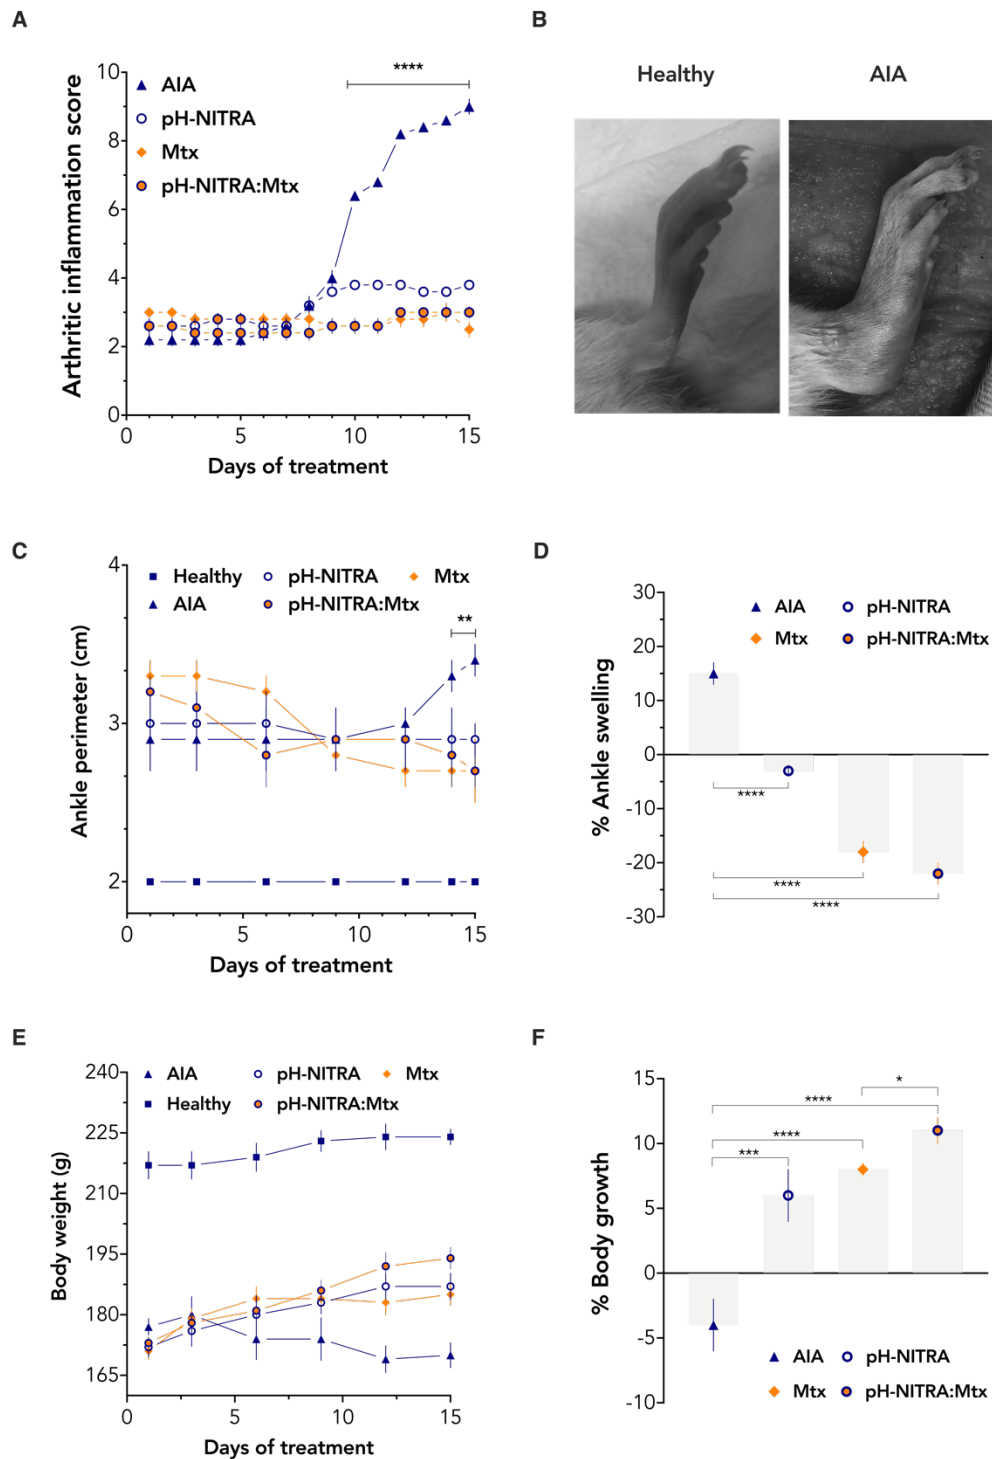 A
Arthritic inflammation score
10
8
6
4
2
0
AIA
pH-NITRA
Mtx
pH-NITRA:Mtx
****
0 5 10 15
Days of treatment
B
Healthy AIA
C
Ankle perimeter (cm)
4
3
2
Healthy pH-NITRA Mtx
AIA pH-NITRA:Mtx
**
0 5 10 15
Days of treatment
D
% Ankle swelling
30
20
10
0
-10
-20
-30
AIA pH-NITRA
Mtx pH-NITRA:Mtx
****
****
****
E
Body weight (g)
240
225
210
195
180
165
AIA pH-NITRA Mtx
Healthy pH-NITRA:Mtx
0 5 10 15
Days of treatment
F
% Body growth
15
10
5
0
-5
-10
*
****
****
***
AIA pH-NITRA
Mtx pH-NITRA:Mtx